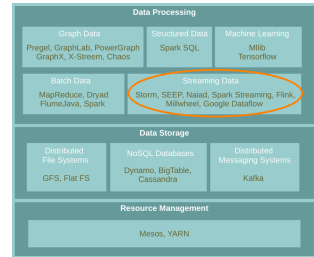 Data Processing
Graph Data
Pregel, GraphLab, PowerGraph
GraphX, X-Streem, Chaos
Structured Data
Spark SQL
Machine Learning
Mllib
Tensorflow
Batch Data
MapReduce, Dryad
FlumeJava, Spark
Streaming Data
Storm, SEEP, Naiad, Spark Streaming, Flink,
Millwheel, Google Dataflow
Data Storage
Distributed
File Systems
GFS, Flat FS
NoSQL Databases
Dynamo, BigTable,
Cassandra
Distributed
Messaging Systems
Kafka
Resource Management
Mesos, YARN